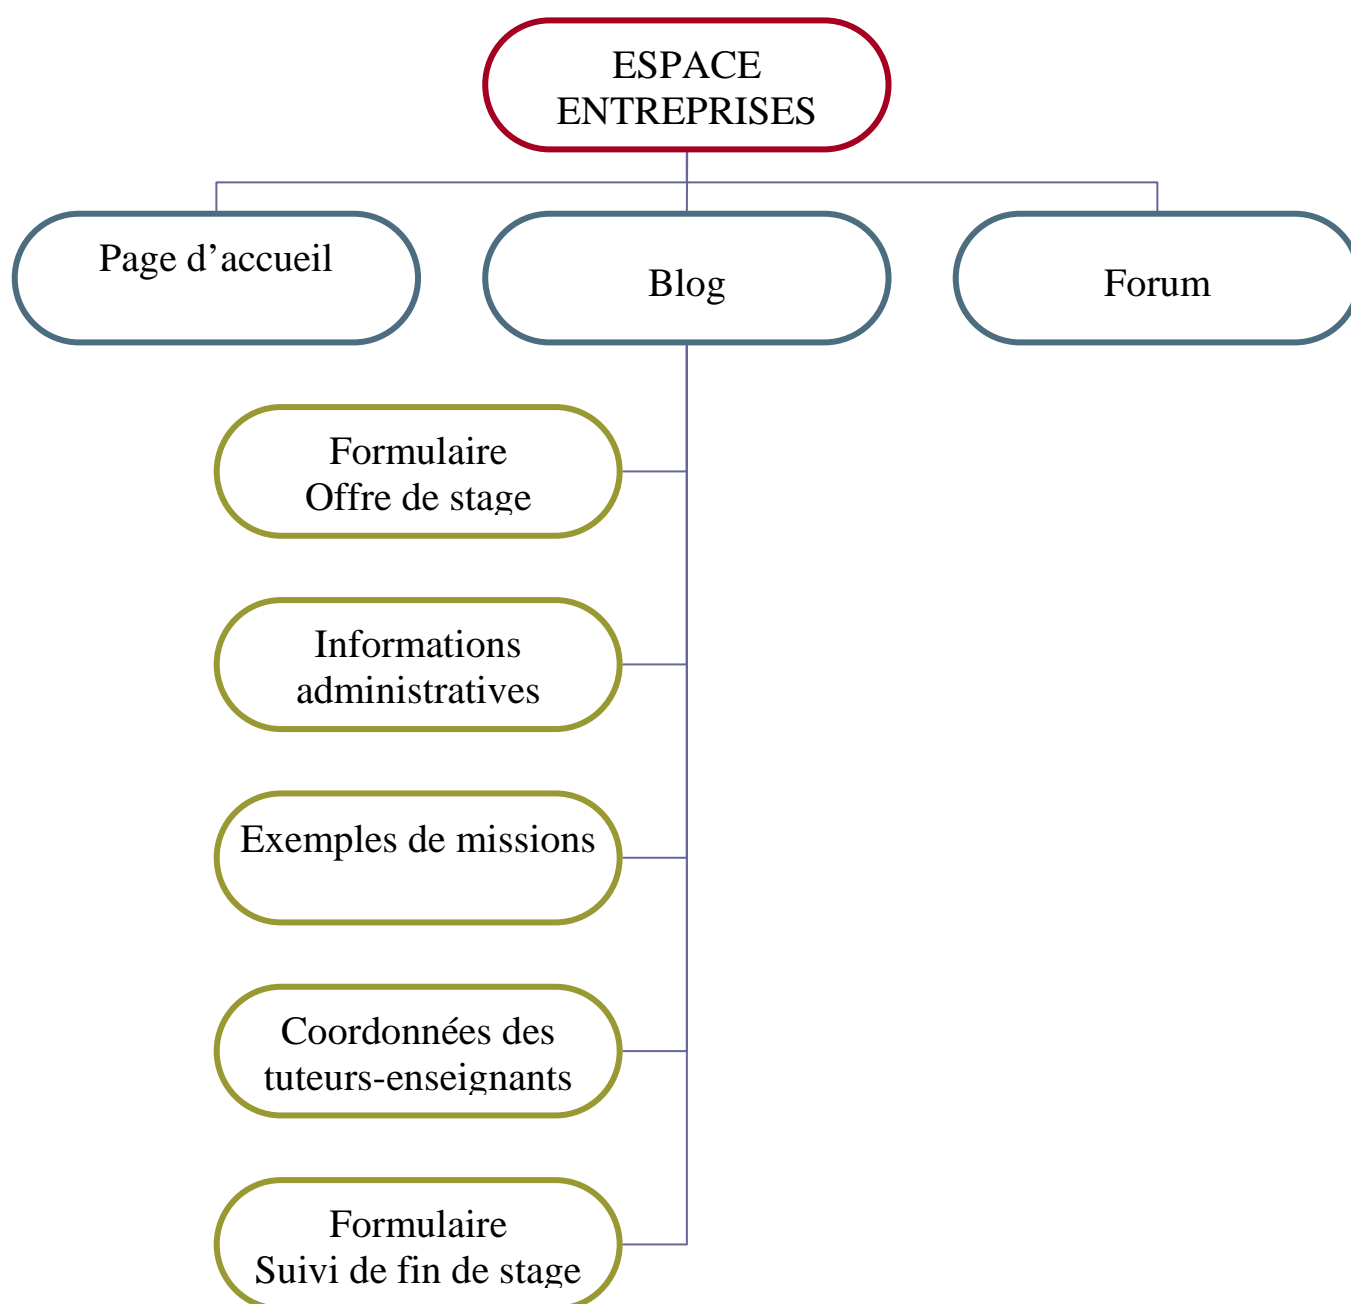 ESPACE
ENTREPRISES
Page d’accueil
Blog
Forum
Formulaire
Offre de stage
Informations
administratives
Exemples de missions
Coordonnées des
tuteurs-enseignants
Formulaire
Suivi de fin de stage